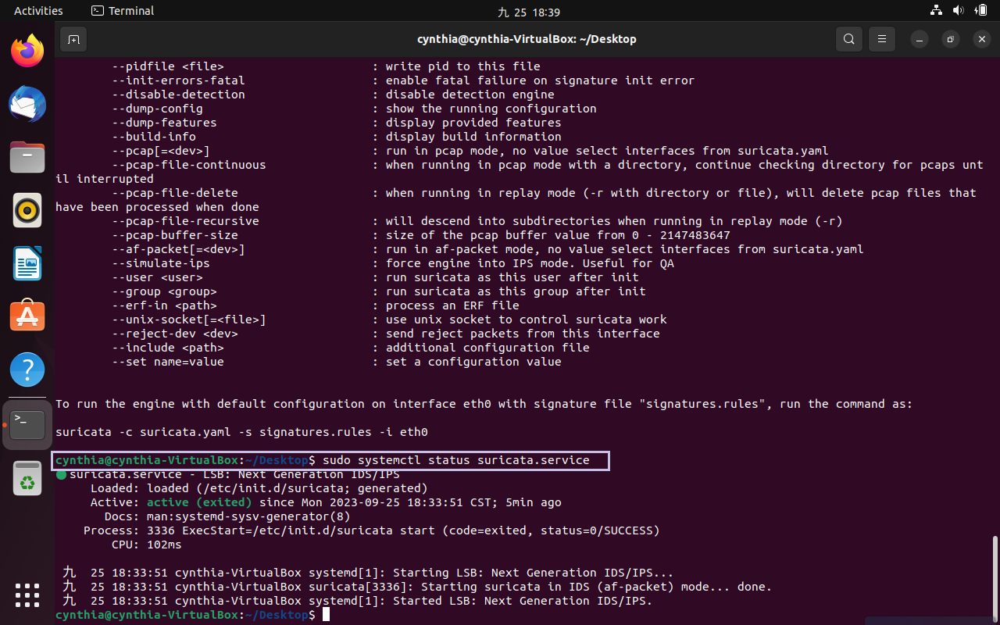 Activities Terminal 九 25 18:39
cynthia@cynthia-VirtualBox: ~/Desktop
--pidfile <file> : write pid to this file
--init-errors-fatal : enable fatal failure on signature init error
--disable-detection : disable detection engine
--dump-config : show the running configuration
--dump-features : display provided features
--build-info : display build information
--pcap[=<dev>] : run in pcap mode, no value select interfaces from suricata.yaml
--pcap-file-continuous : when running in pcap mode with a directory, continue checking directory for pcaps unt
il interrupted
--pcap-file-delete : when running in replay mode (-r with directory or file), will delete pcap files that
have been processed when done
--pcap-file-recursive : will descend into subdirectories when running in replay mode (-r)
--pcap-buffer-size : size of the pcap buffer value from 0 - 2147483647
--af-packet[=<dev>] : run in af-packet mode, no value select interfaces from suricata.yaml
--simulate-ips : force engine into IPS mode. Useful for QA
--user <user> : run suricata as this user after init
--group <group> : run suricata as this group after init
--erf-in <path> : process an ERF file
--unix-socket[=<file>] : use unix socket to control suricata work
--reject-dev <dev> : send reject packets from this interface
--include <path> : additional configuration file
--set name=value : set a configuration value
To run the engine with default configuration on interface eth0 with signature file "signatures.rules", run the command as:
suricata -c suricata.yaml -s signatures.rules -i eth0
cynthia@cynthia-VirtualBox:~/Desktop$ sudo systemctl status suricata.service
● suricata.service - LSB: Next Generation IDS/IPS
Loaded: loaded (/etc/init.d/suricata; generated)
Active: active (exited) since Mon 2023-09-25 18:33:51 CST; 5min ago
Docs: man:systemd-sysv-generator(8)
Process: 3336 ExecStart=/etc/init.d/suricata start (code=exited, status=0/SUCCESS)
CPU: 102ms
九 25 18:33:51 cynthia-VirtualBox systemd[1]: Starting LSB: Next Generation IDS/IPS...
九 25 18:33:51 cynthia-VirtualBox suricata[3336]: Starting suricata in IDS (af-packet) mode... done.
九 25 18:33:51 cynthia-VirtualBox systemd[1]: Started LSB: Next Generation IDS/IPS.
cynthia@cynthia-VirtualBox:~/Desktop$